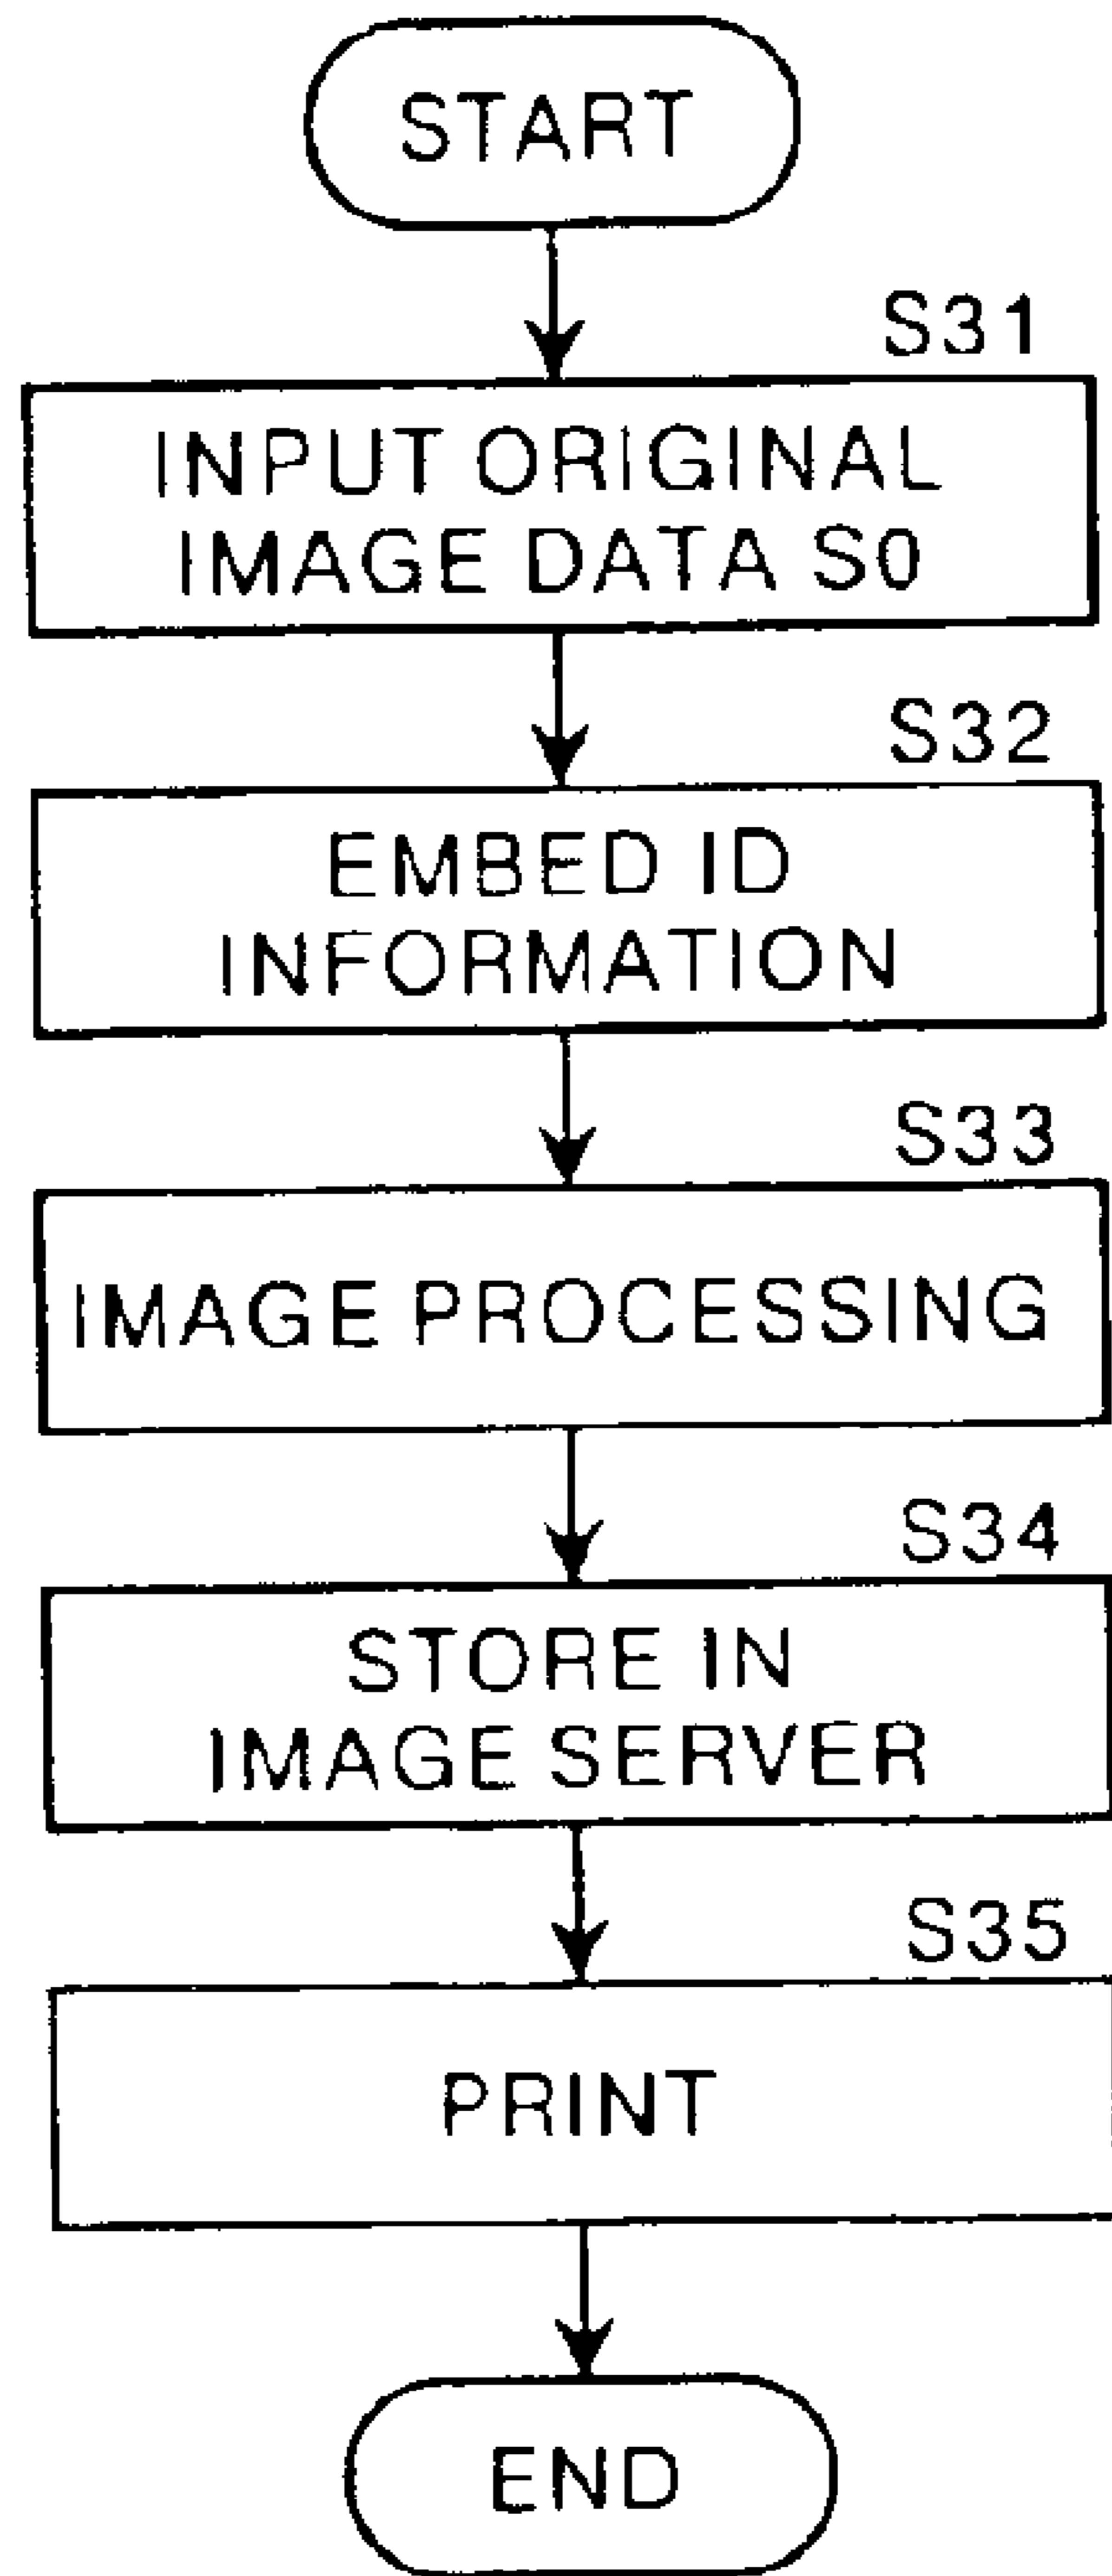 START
S31
INPUT ORIGINAL
IMAGE DATA S0
S32
EMBED ID
INFORMATION
S33
IMAGE PROCESSING
S34
STORE IN
IMAGE SERVER
S35
PRINT
END